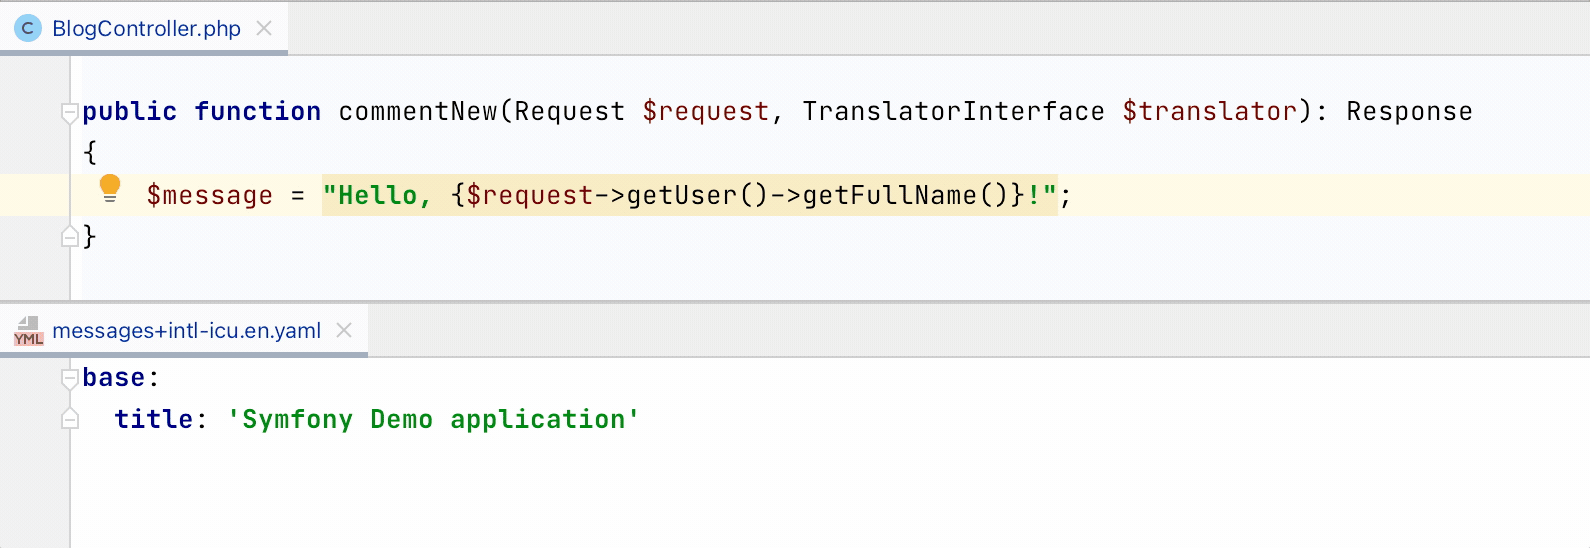 C BlogController.php
public function commentNew(Request $request, TranslatorInterface $translator): Response
{
$message = "Hello, {$request->getUser()->getFullName()}!";
}
YML messages+intl-icu.en.yaml
base:
title: 'Symfony Demo application'